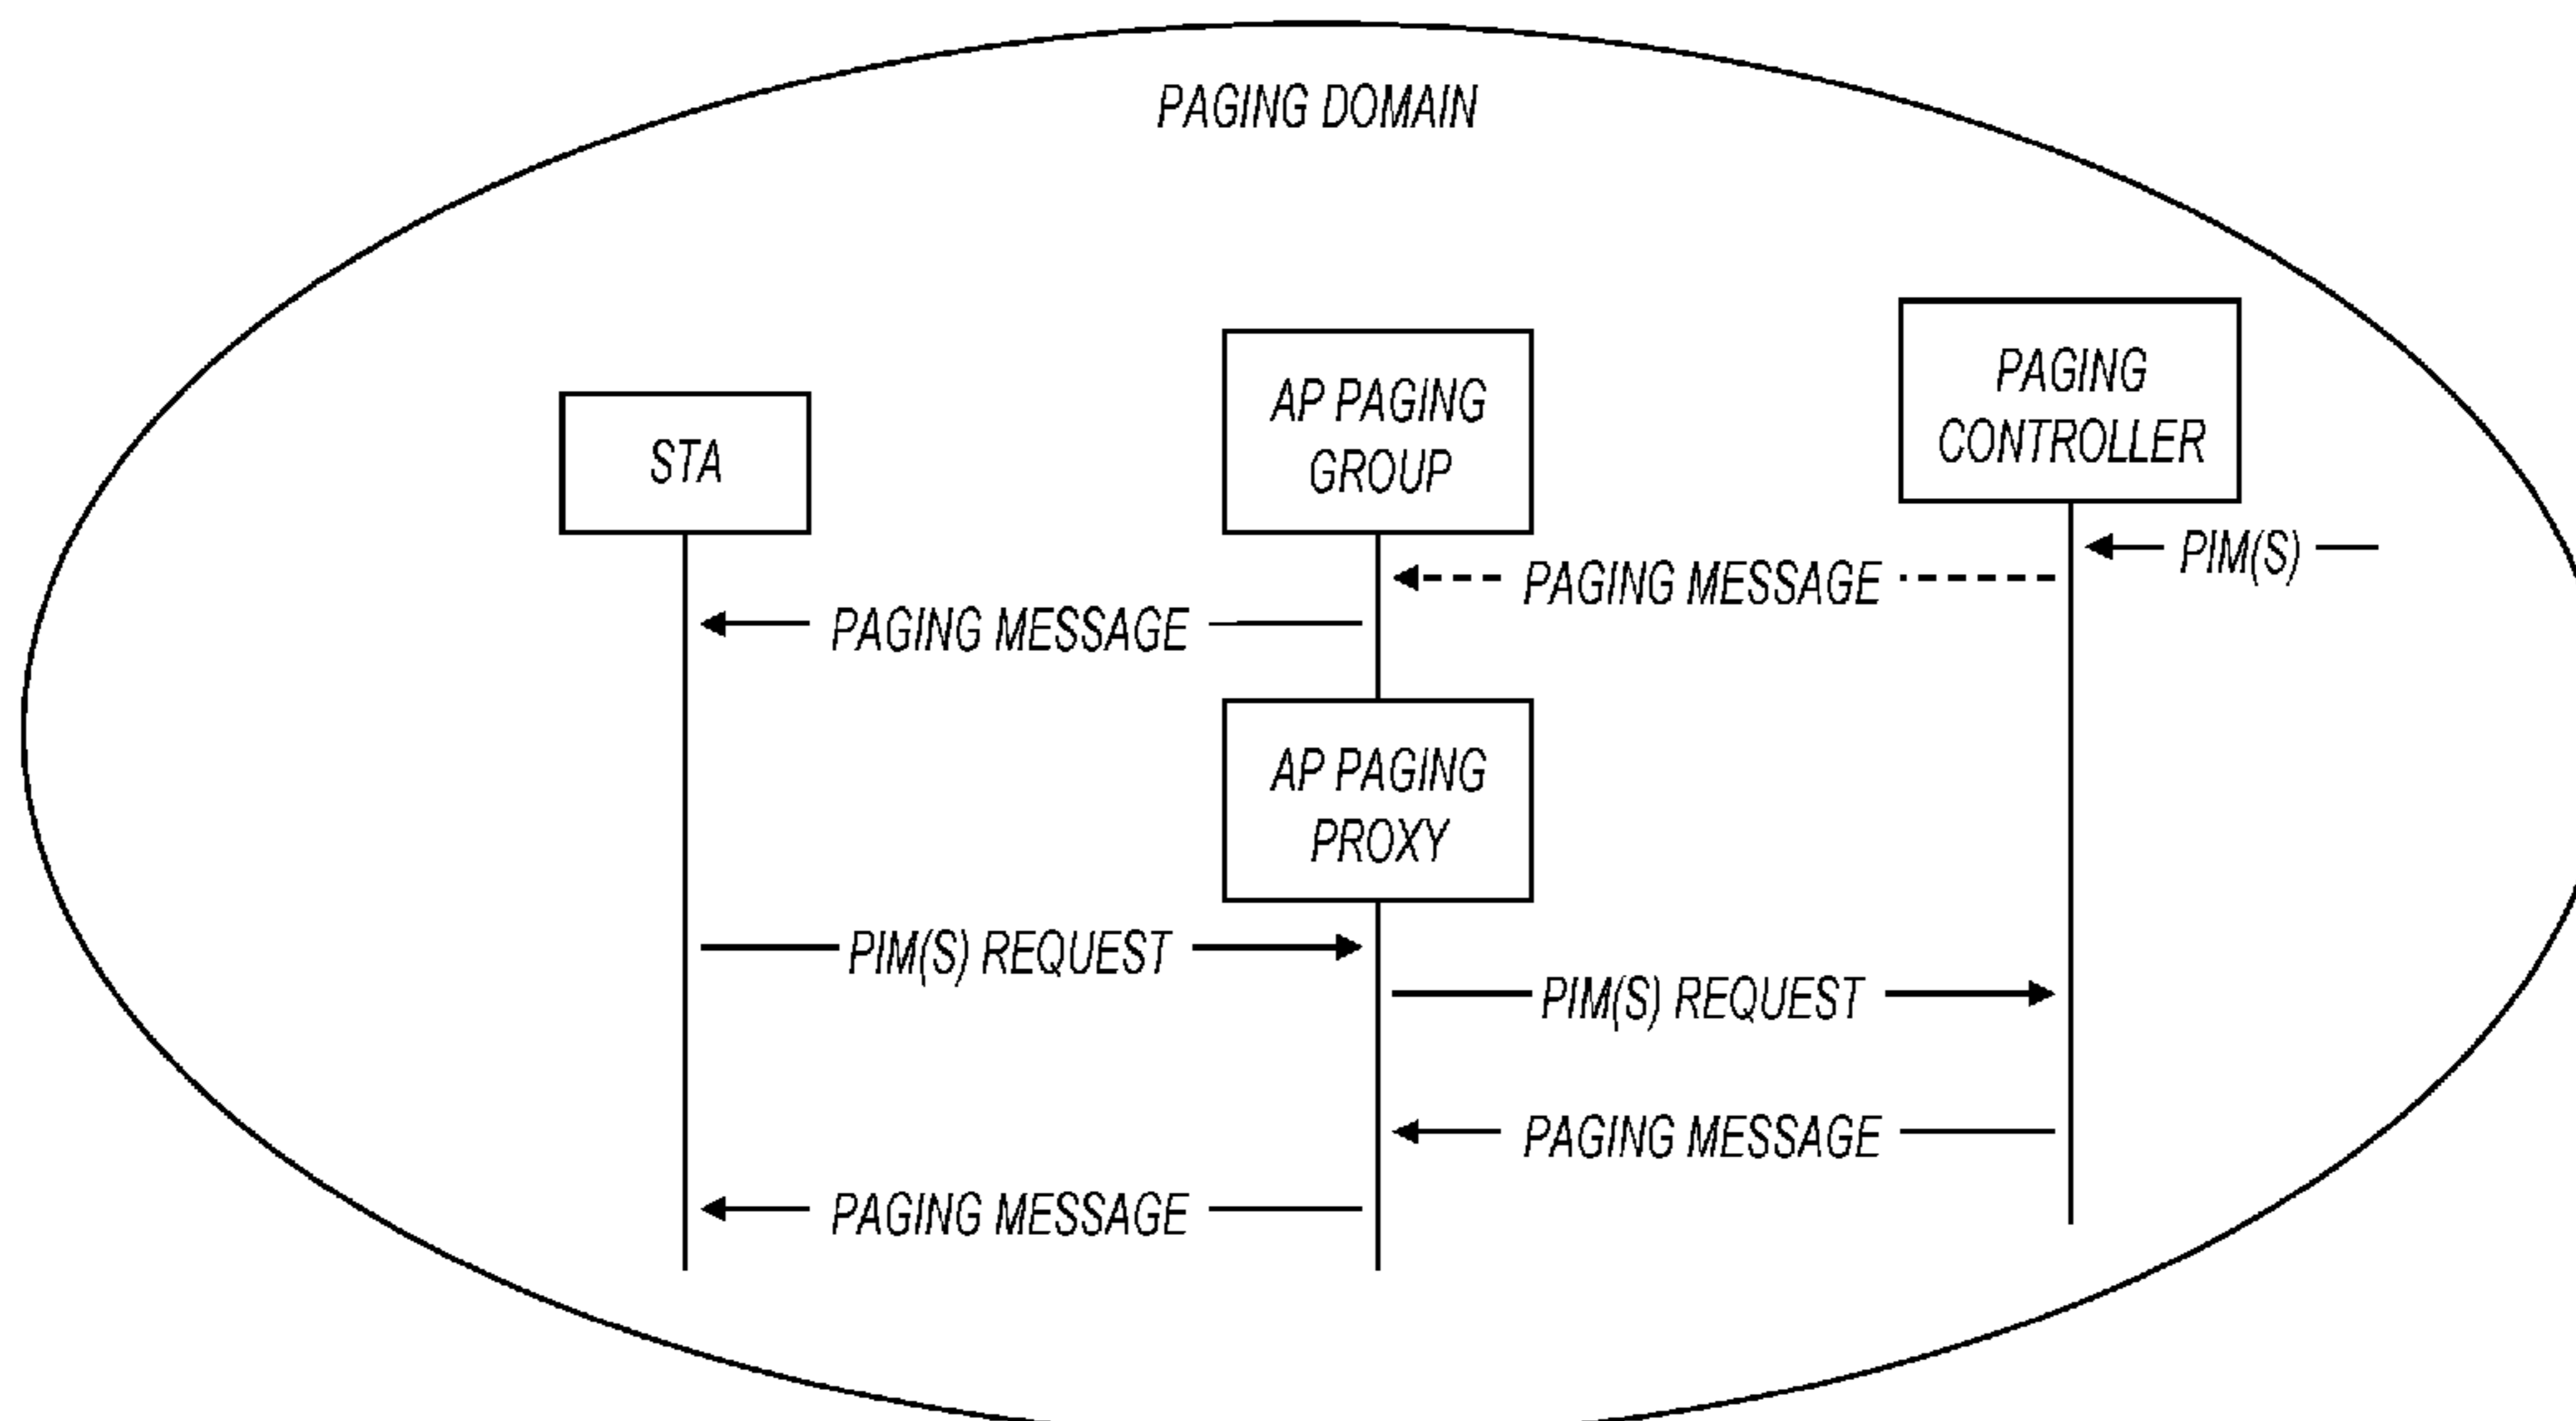 PAGING DOMAIN
STA
AP PAGING
GROUP
PAGING
CONTROLLER
PIM(S)
PAGING MESSAGE
PAGING MESSAGE
AP PAGING
PROXY
PIM(S) REQUEST
PIM(S) REQUEST
PAGING MESSAGE
PAGING MESSAGE